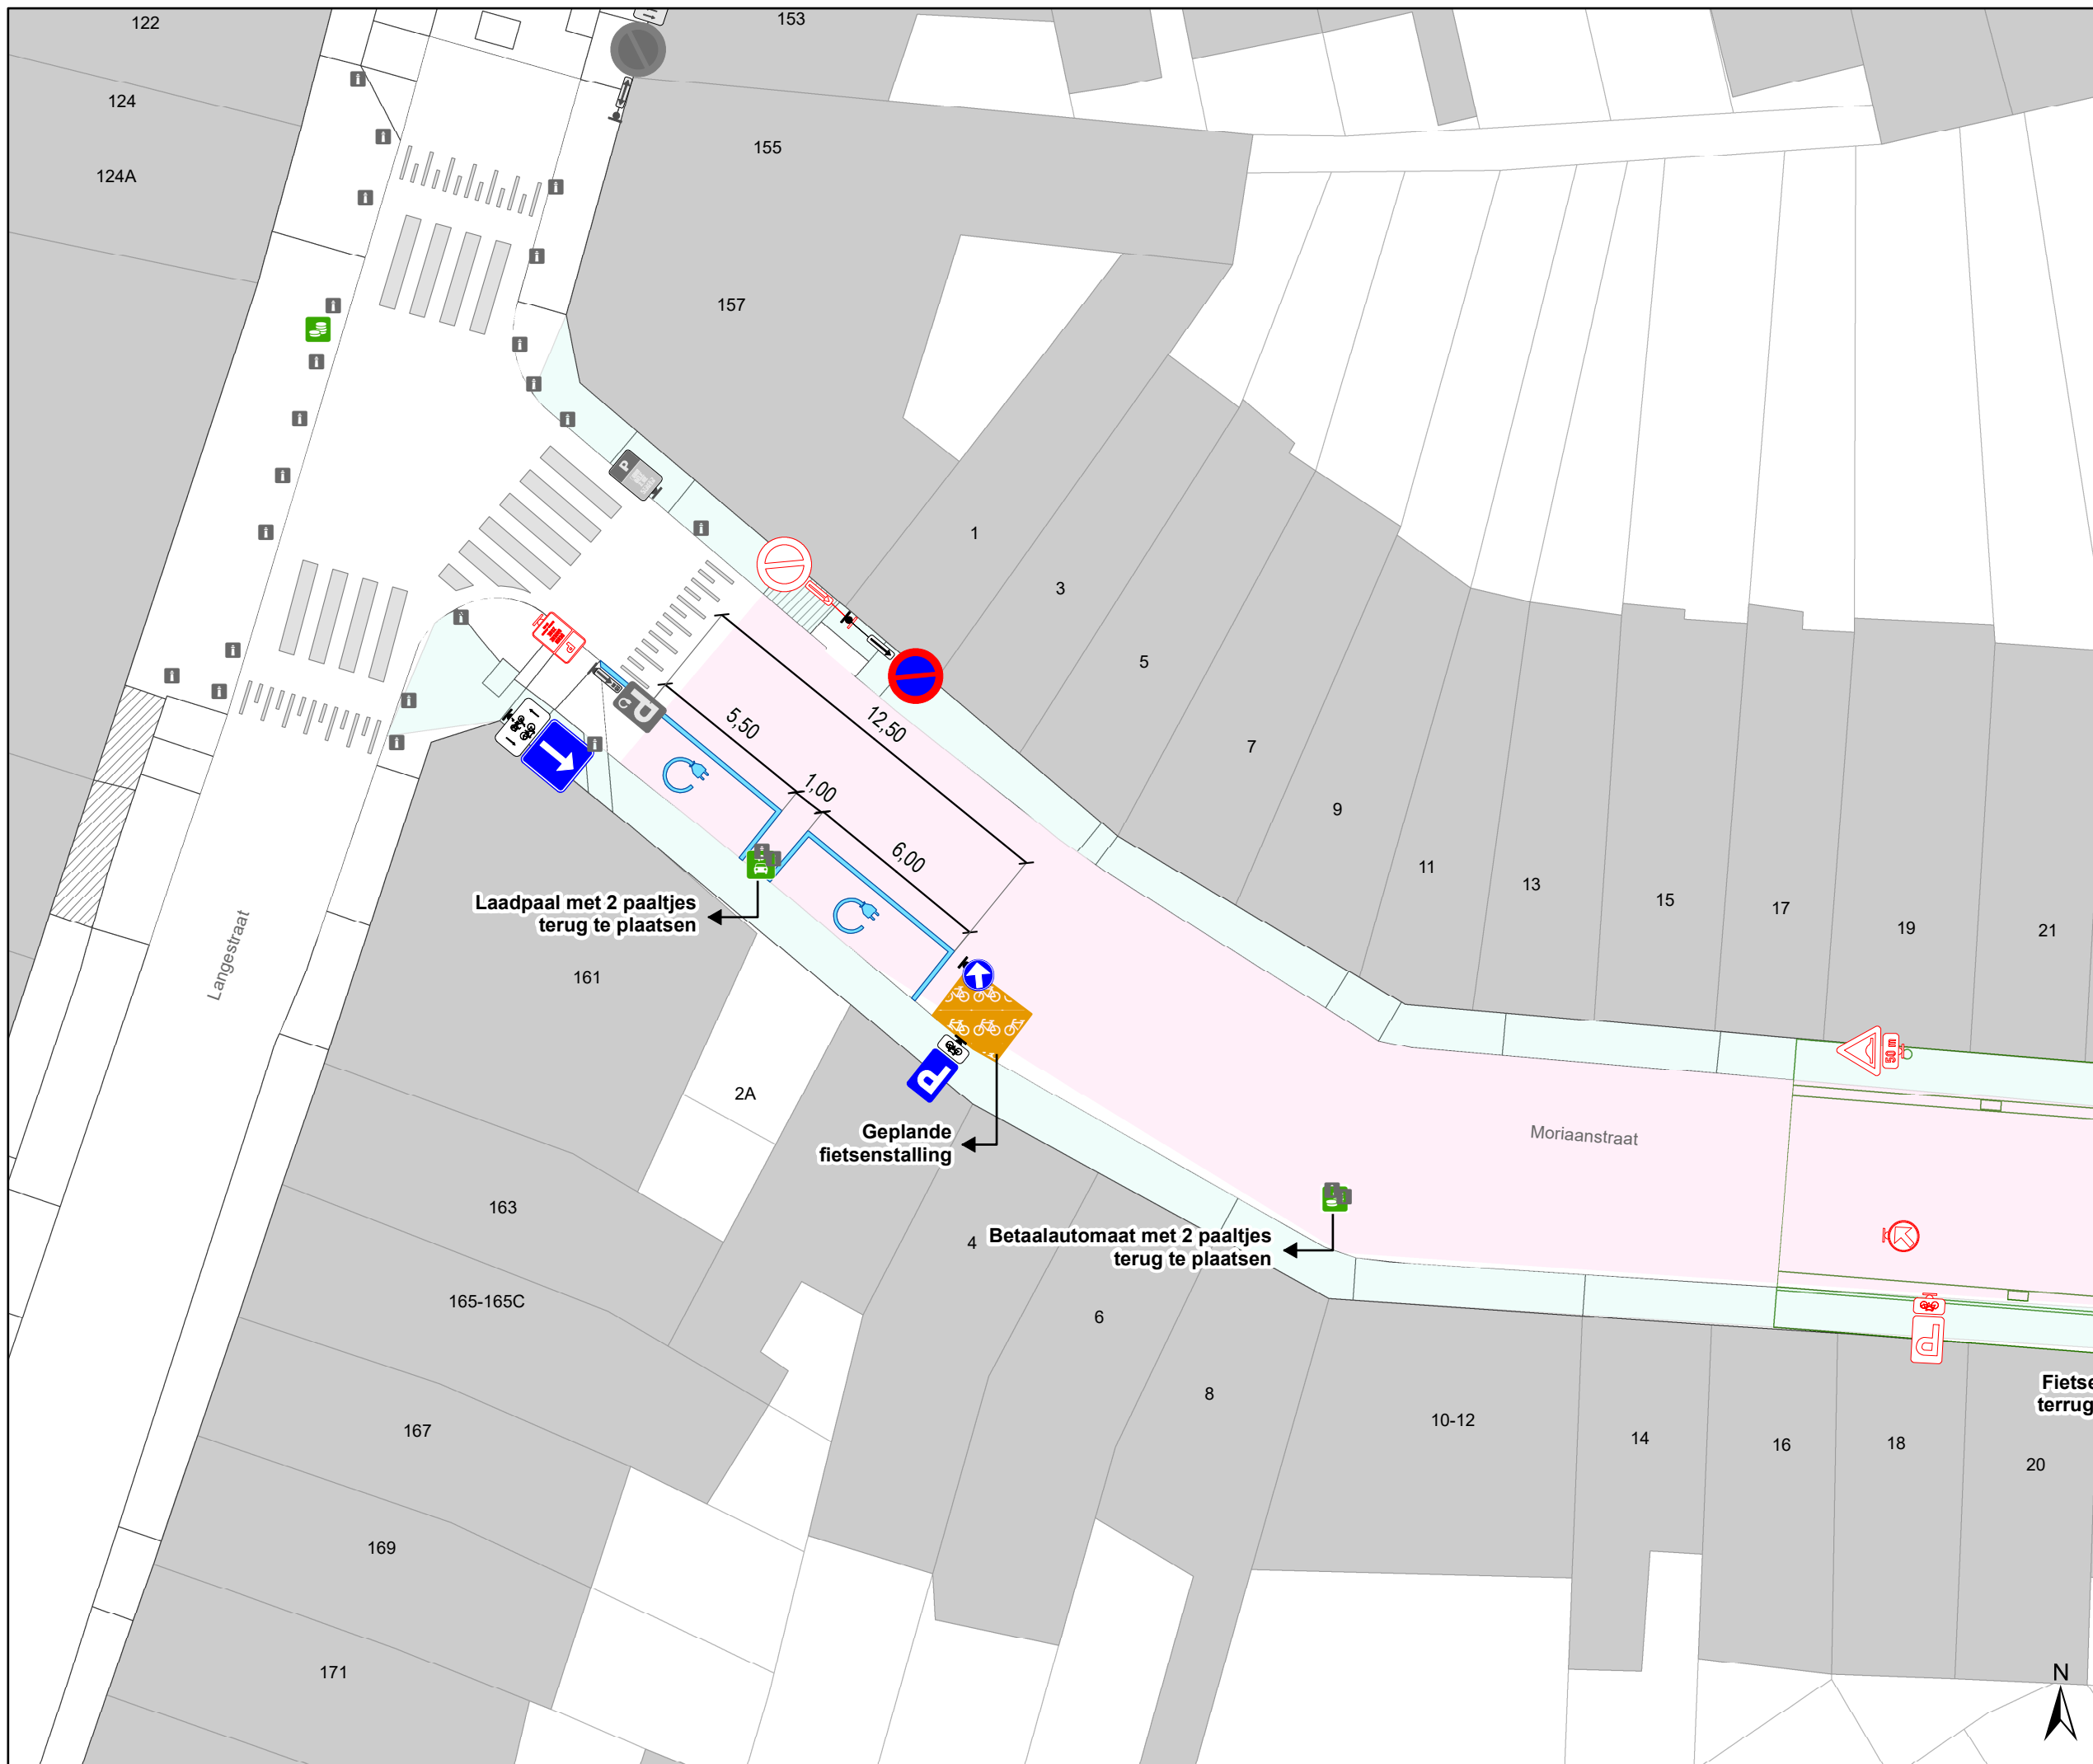 122
153
124
155
124A
157
1
3
5
7
9
11
13
15
17
19
21
P
P
5,50
12,50
1,00
6,00
Laadpaal met 2 paaltjes
terug te plaatsen
Langestraat
161
2A
P
Geplande
fietsenstalling
Moriaanstraat
50 m
163
4
Betaalautomaat met 2 paaltjes
terug te plaatsen
165-165C
6
P
8
10-12
14
16
18
20
Fietse
terrug
167
169
171
N